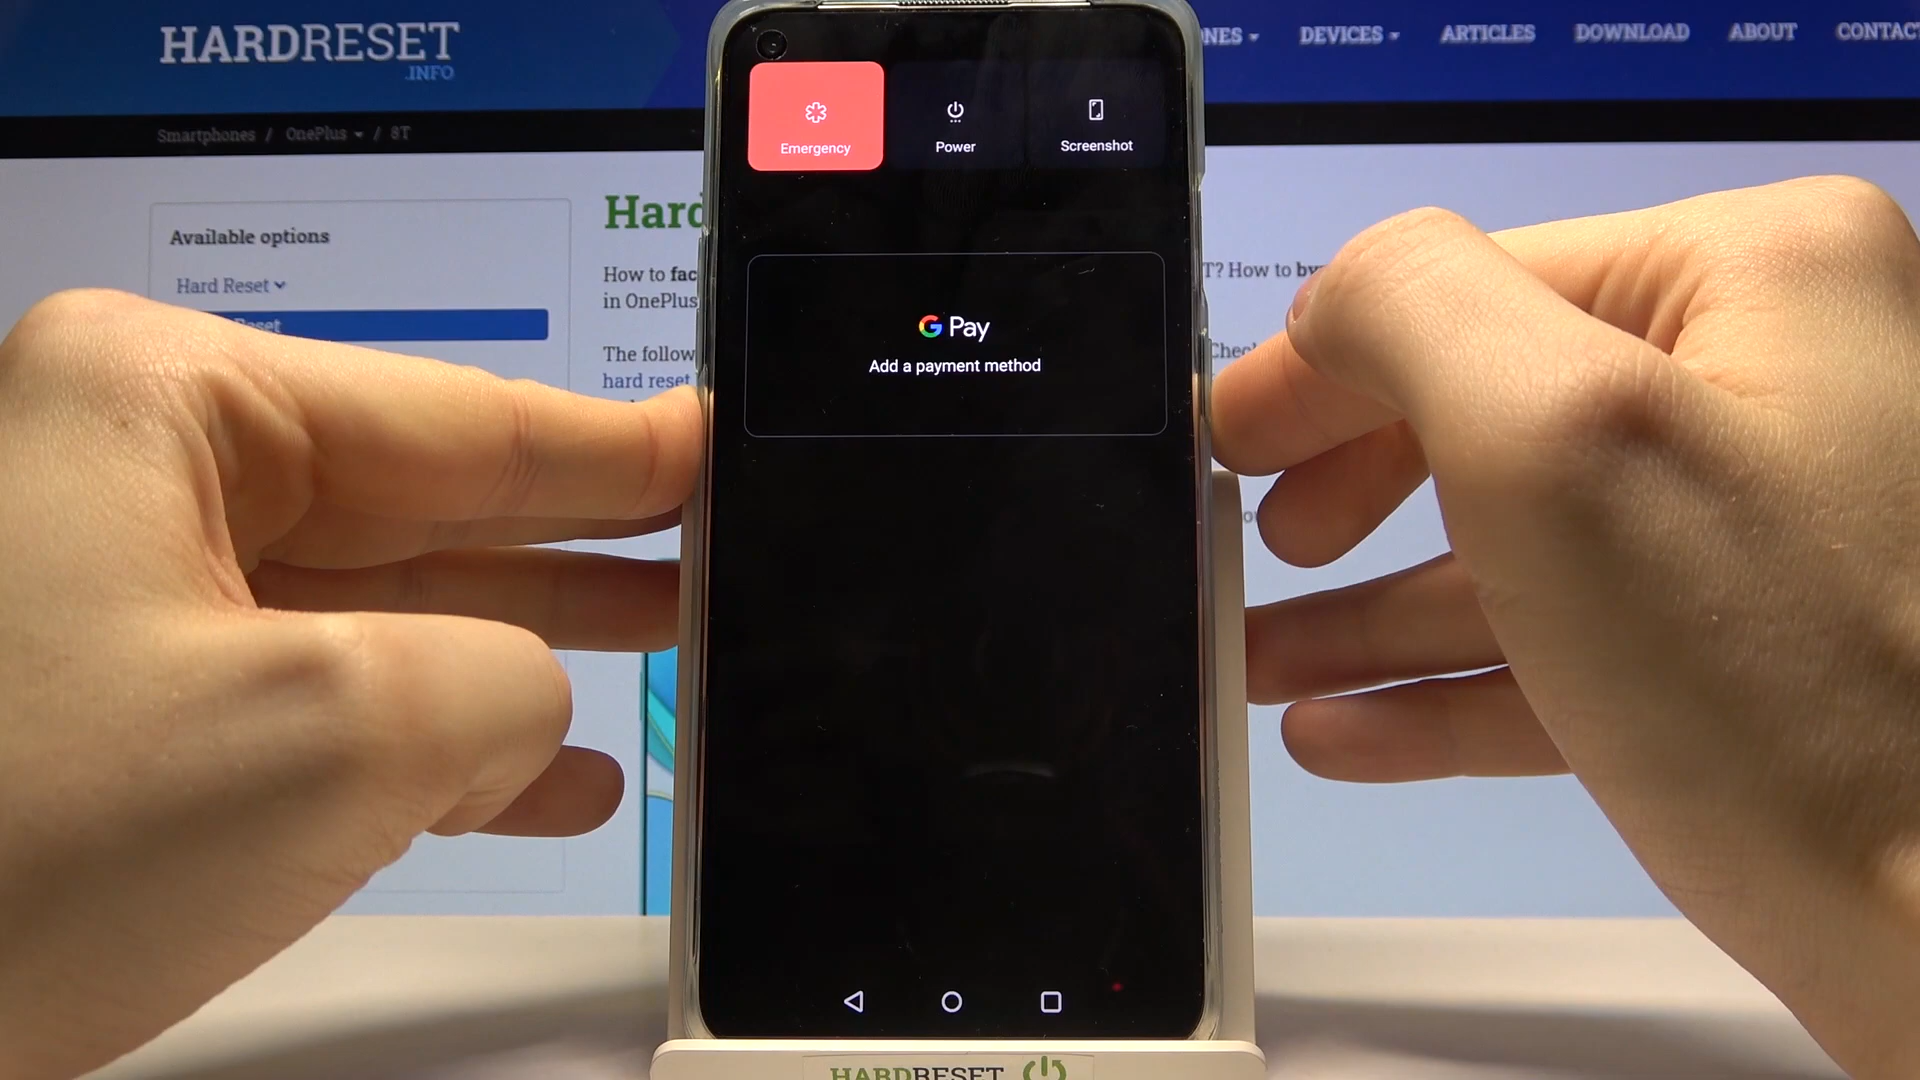 HARDRESET
.INFO
DEVICES
ARTICLES
DOWNLOAD
ABOUT
Smartphones / OnePlus / 8T
Available options
Hard Reset
How to
in OnePlus
T? How to
The follow
hard reset
Emergency
Power
Screenshot
G Pay
Add a payment method
HARDRESET